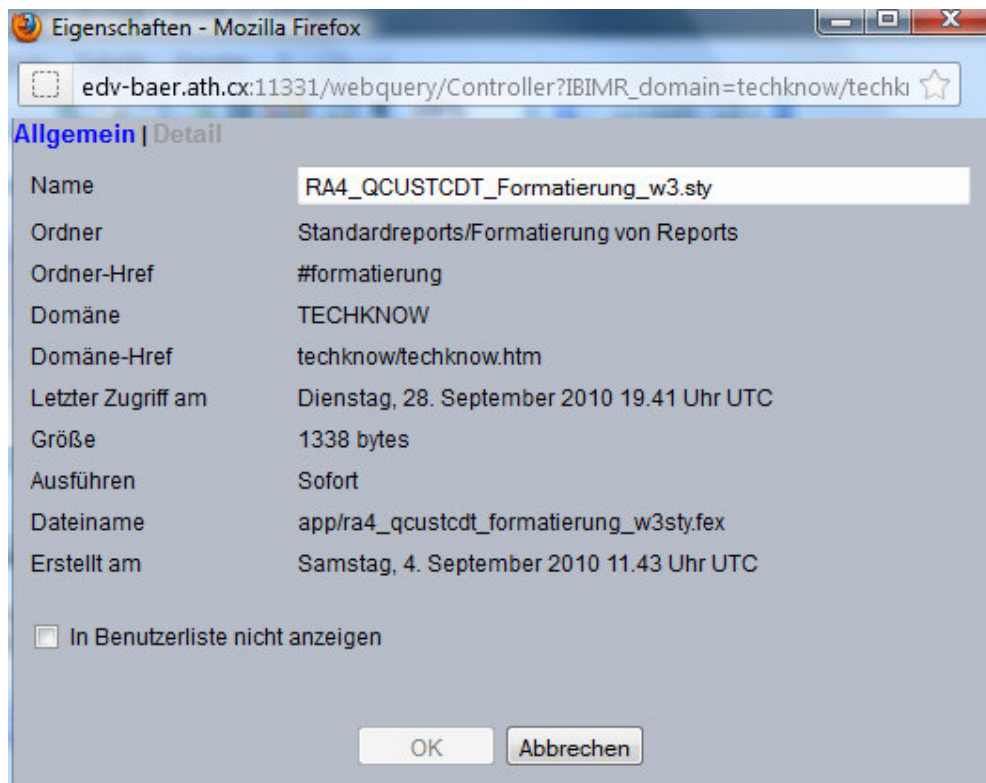 Eigenschaften - Mozilla Firefox
edv-baer.ath.cx:11331/webquery/Controller?IBIMR_domain=techknow/techkn
Allgemein | Detail
Name RA4_QCUSTCDT_Formatierung_w3.sty
Ordner Standardreports/Formatierung von Reports
Ordner-Href #formatierung
Domäne TECHKNOW
Domäne-Href techknow/techknow.htm
Letzter Zugriff am Dienstag, 28. September 2010 19.41 Uhr UTC
Größe 1338 bytes
Ausführen Sofort
Dateiname app/ra4_qcustcdt_formatierung_w3sty.fex
Erstellt am Samstag, 4. September 2010 11.43 Uhr UTC
In Benutzerliste nicht anzeigen
OK Abbrechen